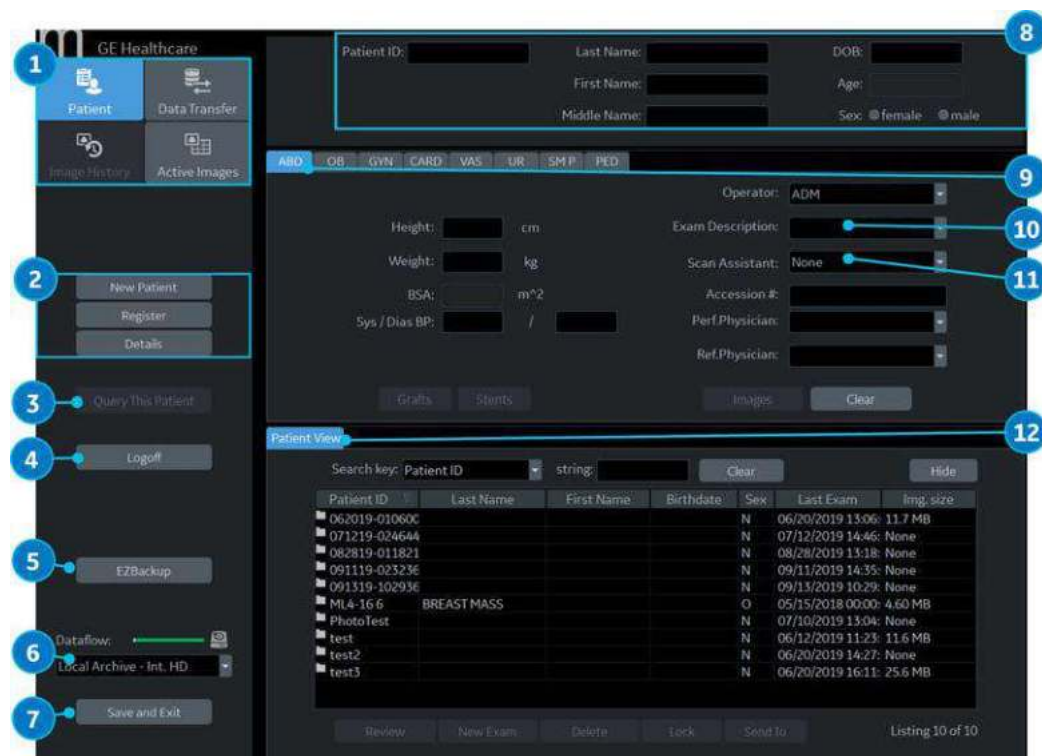 GE Healthcare
1
Patient
Data Transfer
Image History
Active Images
2
New Patient
Register
Details
3
Query This Patient
4
Logoff
5
EZBackup
Dataflow:
6
Local Archive - Int. HD
7
Save and Exit
8
Patient ID:
Last Name:
DOB:
First Name:
Age:
Middle Name:
Sex: female male
ABD OB GYN CARD VAS UR SM P PED
9
Operator: ADM
Height: cm
Exam Description:
10
Weight: kg
Scan Assistant: None
11
BSA: m^2
Accession #:
Sys / Dias BP: /
Perf.Physician:
Ref.Physician:
Grafts Stents Images Clear
Patient View
12
Search key: Patient ID string: Clear Hide
Patient ID Last Name First Name Birthdate Sex Last Exam Img. size
062019-010600 N 06/20/2019 13:06: 11.7 MB
071219-024644 N 07/12/2019 14:46: None
082819-011821 N 08/28/2019 13:18: None
091119-023236 N 09/11/2019 14:35: None
091319-102936 N 09/13/2019 10:29: None
ML4-16 6 BREAST MASS O 05/15/2018 00:00: 4.60 MB
PhotoTest N 07/10/2019 13:04: None
test N 06/12/2019 11:23: 11.6 MB
test2 N 06/20/2019 14:27: None
test3 N 06/20/2019 16:11: 25.6 MB
Review New Exam Delete Lock Send To Listing 10 of 10